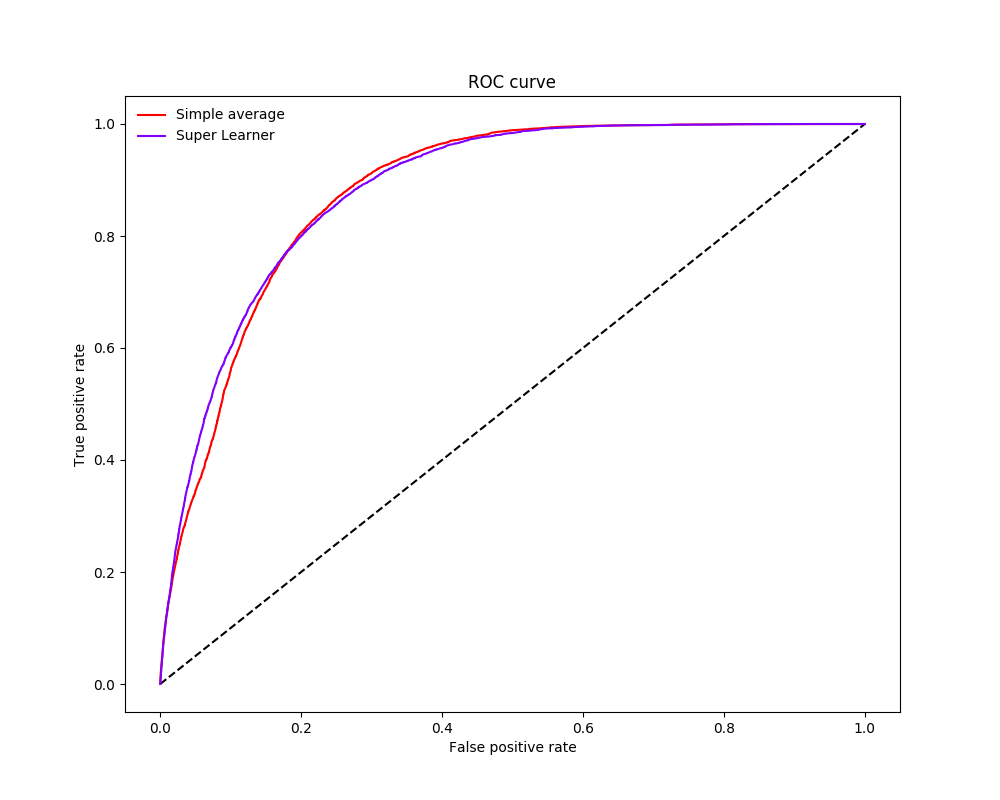 ROC curve
Simple average
Super Learner
1.0
0.8
0.6
0.4
0.2
0.0
True positive rate
0.0 0.2 0.4 0.6 0.8 1.0
False positive rate